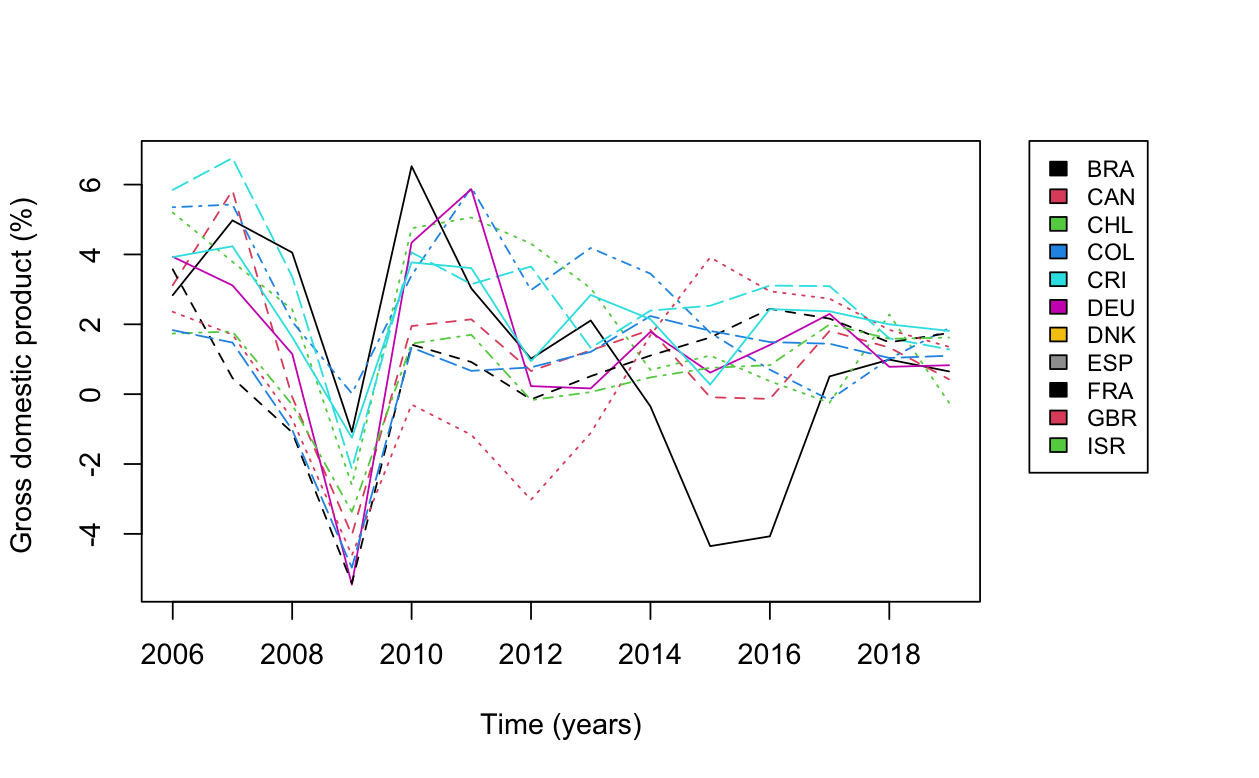 Gross domestic product (%)
6
4
2
0
-2
-4
2006 2008 2010 2012 2014 2016 2018
Time (years)
BRA
CAN
CHL
COL
CRI
DEU
DNK
ESP
FRA
GBR
ISR